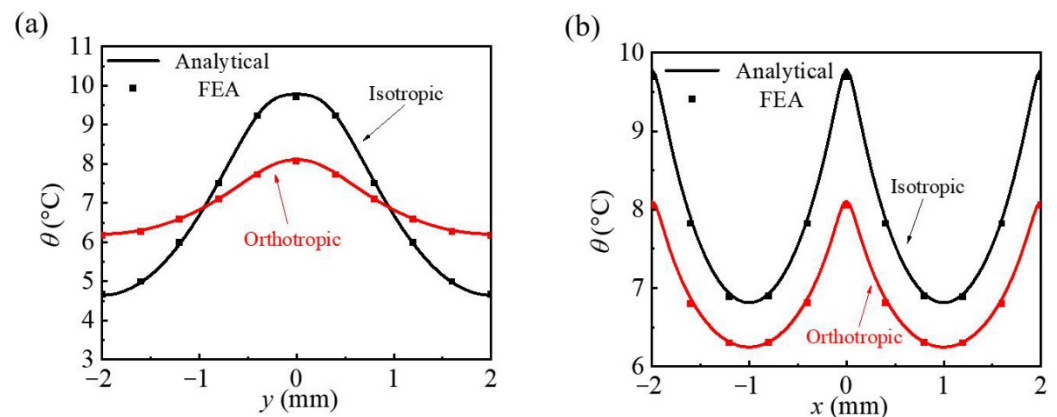 (a)
11
10
9
8
7
6
5
4
3
θ (°C)
Analytical
FEA
Isotropic
Orthotropic
−2 −1 0 1 2
y (mm)
(b)
10
9
8
7
6
θ (°C)
Analytical
FEA
Isotropic
Orthotropic
−2 −1 0 1 2
x (mm)